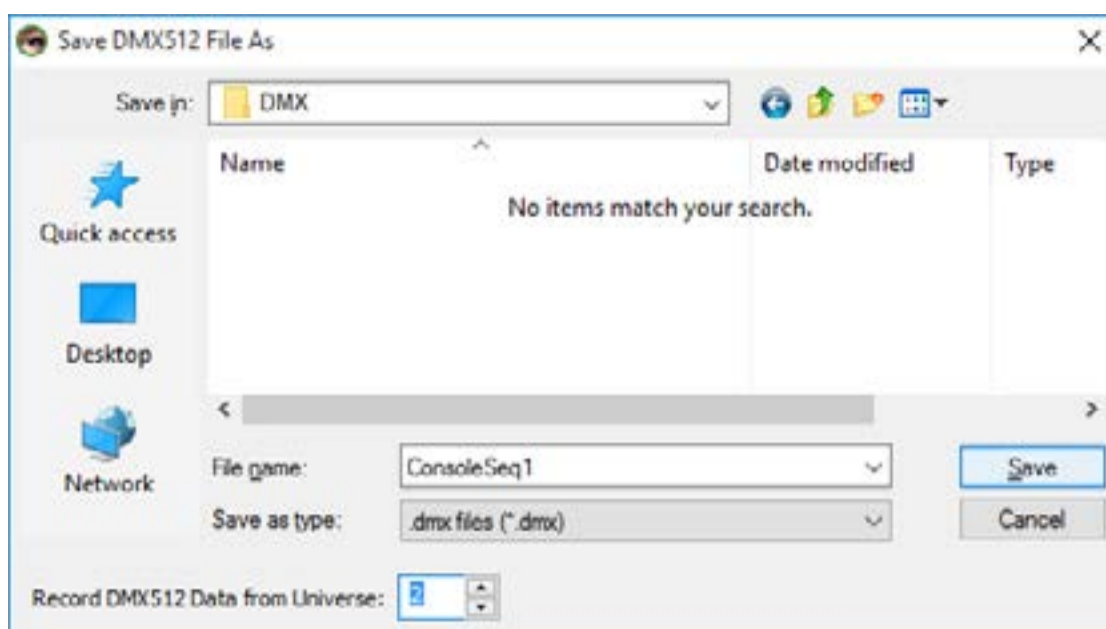 Save DMX512 File As
Save in: DMX
Name Date modified Type
No items match your search.
Quick access
Desktop
Network
File name: ConsoleSeq1 Save
Save as type: .dmx files (*.dmx) Cancel
Record DMX512 Data from Universe: 2